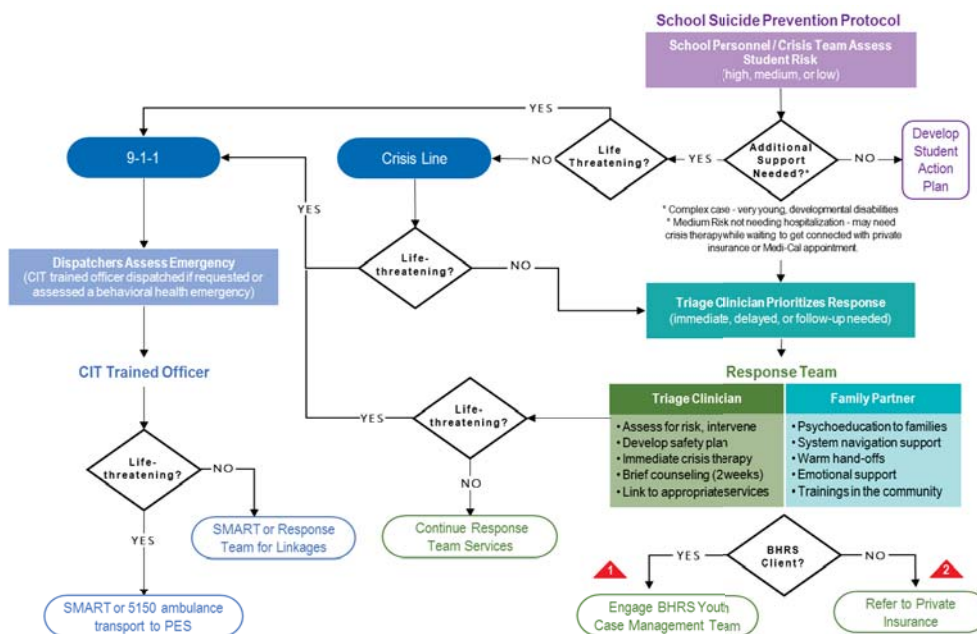 School Suicide Prevention Protocol
School Personnel / Crisis Team Assess
Student Risk
(high, medium, or low)
YES
9-1-1
Crisis Line
NO
Life
Threatening?
YES
Additional
Support
Needed?*
NO
Develop
Student
Action
Plan
* Complex case - very young, developmental disabilities
* Medium Risk not needing hospitalization - may need
crisis therapy while waiting to get connected with private
insurance or Medi-Cal appointment
YES
Dispatchers Assess Emergency
(CIT trained officer dispatched if requested or
assessed a behavioral health emergency)
Life-
threatening?
NO
Triage Clinician Prioritizes Response
(immediate, delayed, or follow-up needed)
CIT Trained Officer
Response Team
Triage Clinician
• Assess for risk, intervene
• Develop safety plan
• Immediate crisis therapy
• Brief counseling (2weeks)
• Link to appropriate services
Family Partner
• Psychoeducation to families
• System navigation support
• Warm hand-offs
• Emotional support
• Trainings in the community
YES
Life-
threatening?
NO
Continue Response
Team Services
Life-
threatening?
NO
SMART or Response
Team for Linkages
YES
SMART or 5150 ambulance
transport to PES
BHRS
Client?
1
YES
Engage BHRS Youth
Case Management Team
NO
2
Refer to Private
Insurance